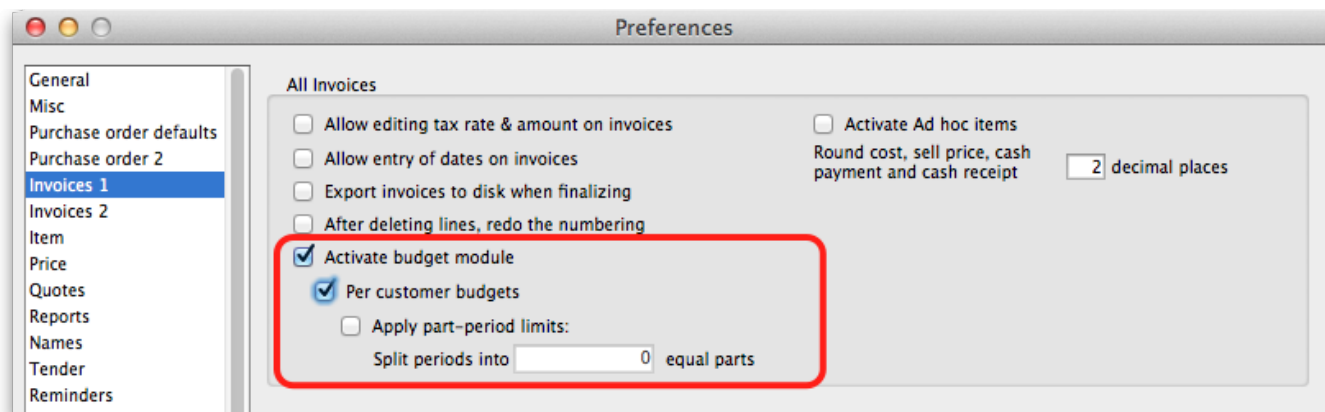 Preferences
General
Misc
Purchase order defaults
Purchase order 2
Invoices 1
Invoices 2
Item
Price
Quotes
Reports
Names
Tender
Reminders
All Invoices
Allow editing tax rate & amount on invoices
Allow entry of dates on invoices
Export invoices to disk when finalizing
After deleting lines, redo the numbering
Activate budget module
Per customer budgets
Apply part-period limits:
Split periods into 0 equal parts
Activate Ad hoc items
Round cost, sell price, cash
payment and cash receipt 2 decimal places